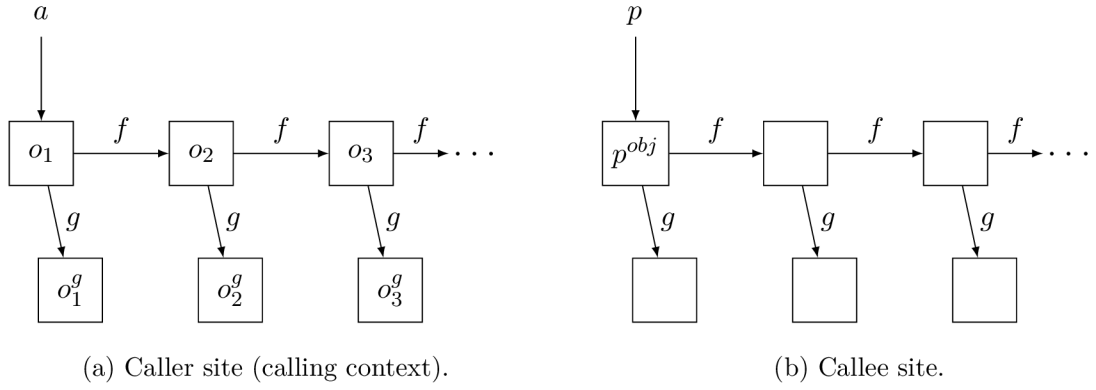 a p
f f f f f f
o₁ o₂ o₃ ··· p^{obj} ···
g g g g g g
o₁^g o₂^g o₃^g
(a) Caller site (calling context). (b) Callee site.